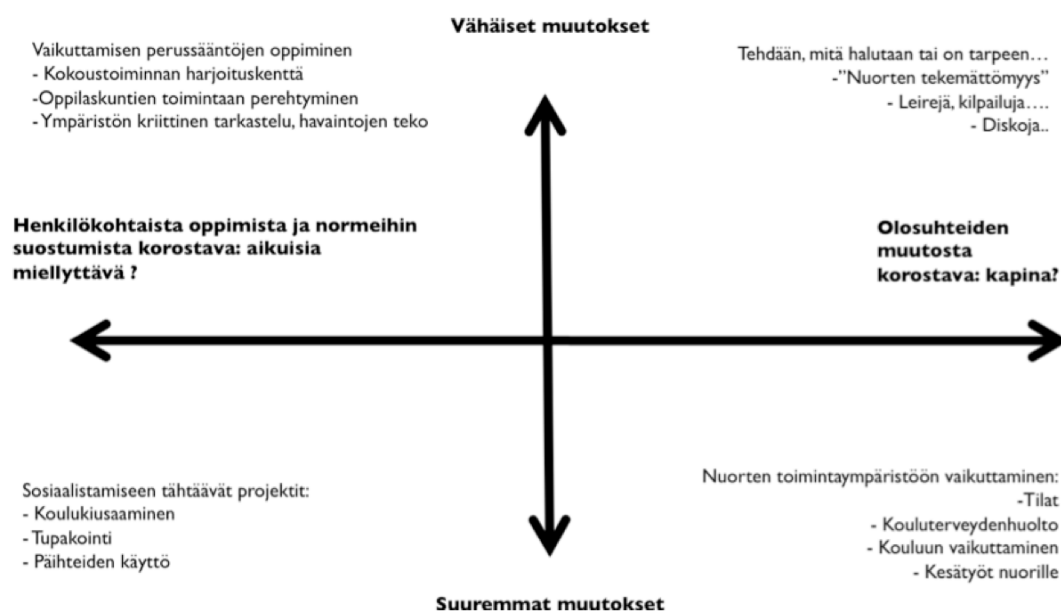 Vähäiset muutokset
Vaikuttamisen perussääntöjen oppiminen
- Kokoustoiminnan harjoituskenttä
-Oppilaskuntien toimintaan perehtyminen
-Ympäristön kriittinen tarkastelu, havaintojen teko
Tehdään, mitä halutaan tai on tarpeen…
-”Nuorten tekemättömyys”
- Leirejä, kilpailuja….
- Diskoja..
Henkilökohtaista oppimista ja normeihin
suostumista korostava: aikuisia
miellyttävä ?
Olosuhteiden
muutosta
korostava: kapina?
Sosiaalistamiseen tähtäävät projektit:
- Koulukiusaaminen
-Tupakointi
- Päihteiden käyttö
Nuorten toimintaympäristöön vaikuttaminen:
-Tilat
- Kouluterveydenhuolto
- Kouluun vaikuttaminen
- Kesätyöt nuorille
Suuremmat muutokset